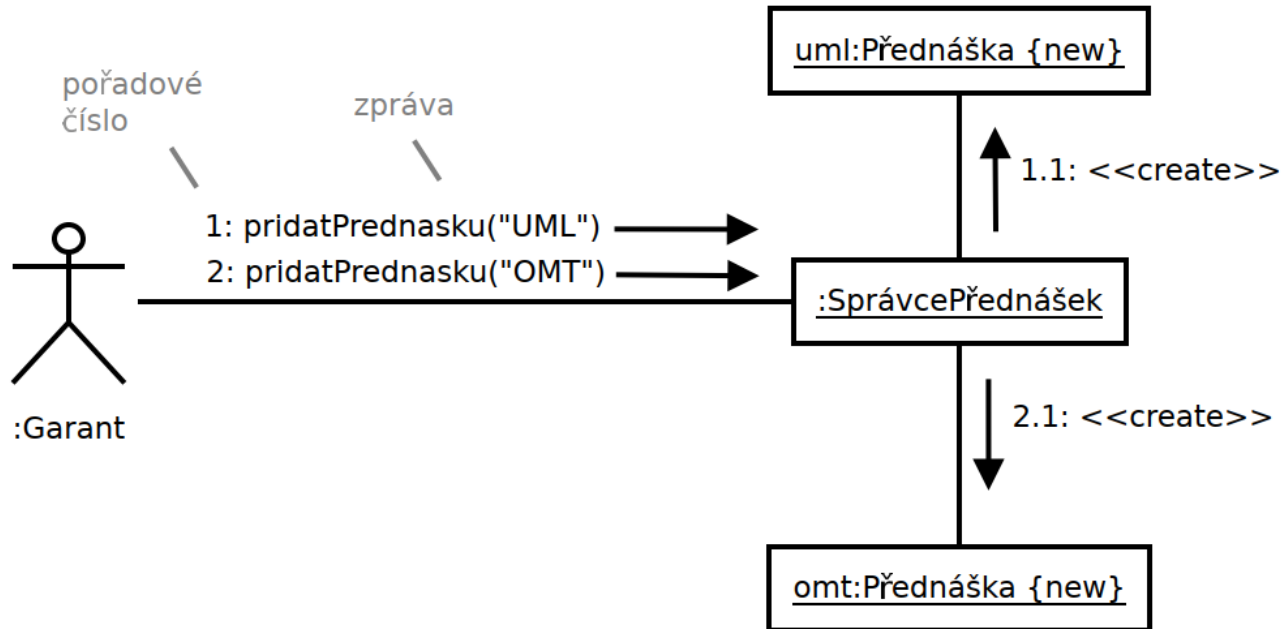 uml:Přednáška {new}
pořadové
číslo
zpráva
1.1: <<create>>
1: pridatPrednasku("UML")
2: pridatPrednasku("OMT")
:SprávcePřednášek
2.1: <<create>>
:Garant
omt:Přednáška {new}